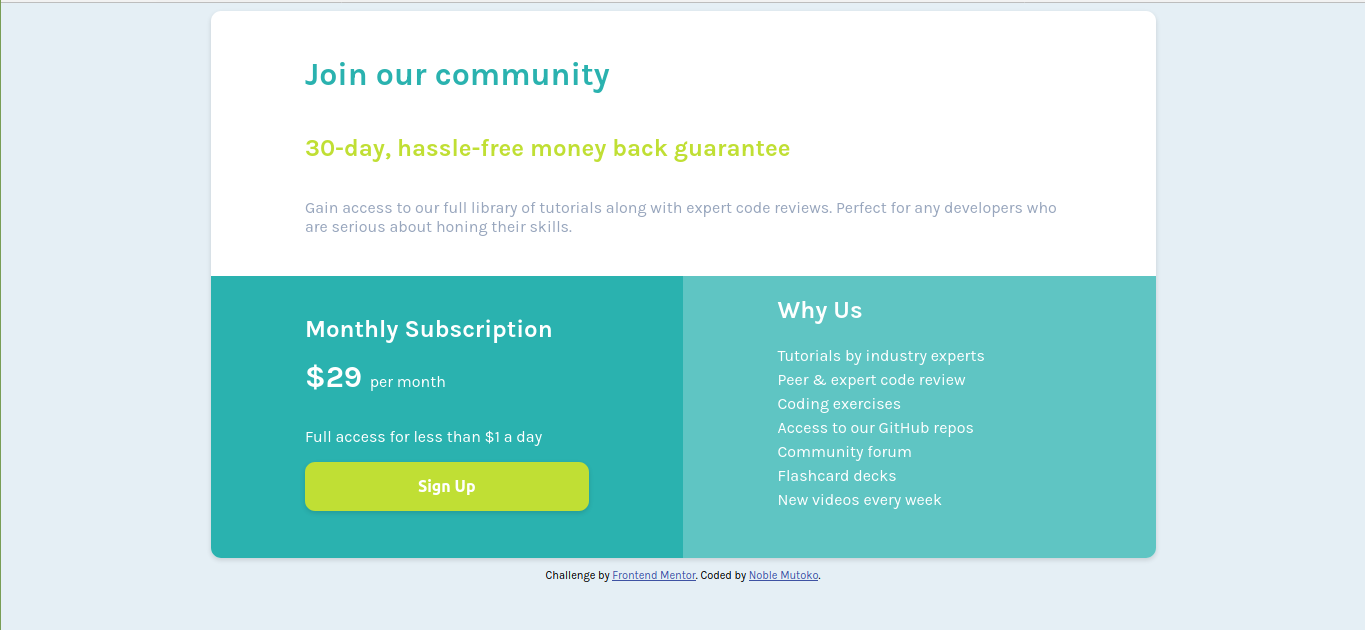 Join our community
30-day, hassle-free money back guarantee
Gain access to our full library of tutorials along with expert code reviews. Perfect for any developers who
are serious about honing their skills.
Monthly Subscription
$29 per month
Full access for less than $1 a day
Sign Up
Why Us
Tutorials by industry experts
Peer & expert code review
Coding exercises
Access to our GitHub repos
Community forum
Flashcard decks
New videos every week
Challenge by Frontend Mentor. Coded by Noble Mutoko.